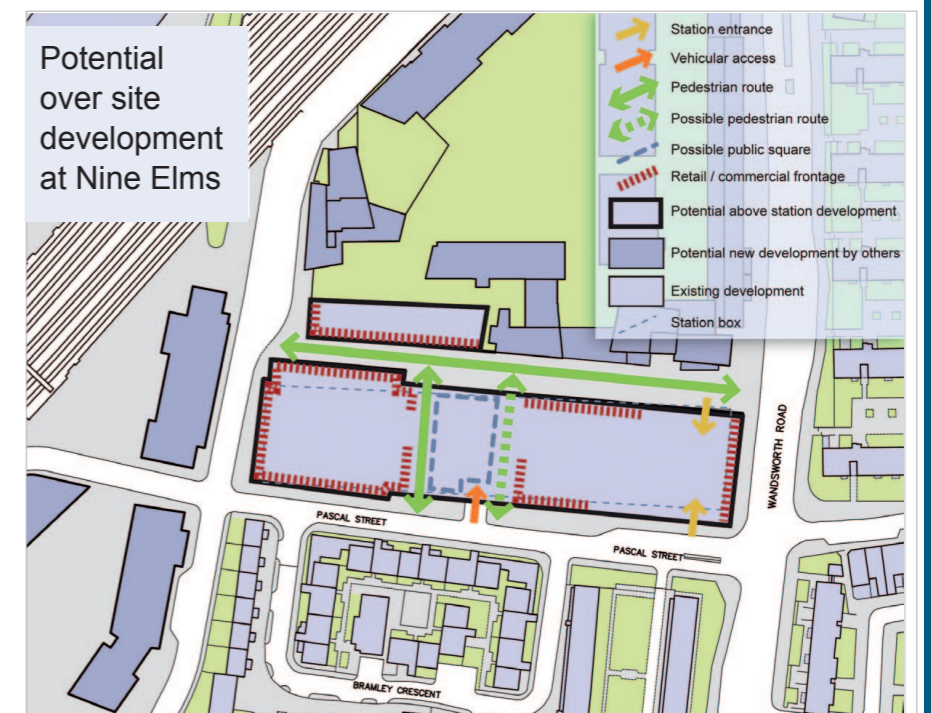 Potential
over site
development
at Nine Elms
Station entrance
Vehicular access
Pedestrian route
Possible pedestrian route
Possible public square
Retail / commercial frontage
Potential above station development
Potential new development by others
Existing development
Station box
WANDSWORTH ROAD
PASCAL STREET
PASCAL STREET
BRAMLEY CRESCENT